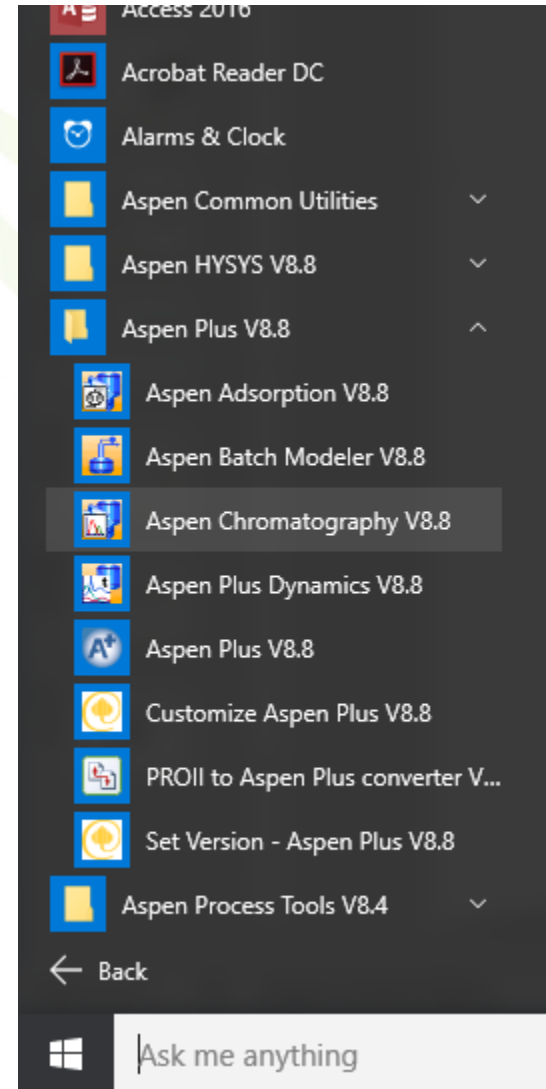 Access 2016
Acrobat Reader DC
Alarms & Clock
Aspen Common Utilities
Aspen HYSYS V8.8
Aspen Plus V8.8
Aspen Adsorption V8.8
Aspen Batch Modeler V8.8
Aspen Chromatography V8.8
Aspen Plus Dynamics V8.8
Aspen Plus V8.8
Customize Aspen Plus V8.8
PROII to Aspen Plus converter V...
Set Version - Aspen Plus V8.8
Aspen Process Tools V8.4
Back
Ask me anything